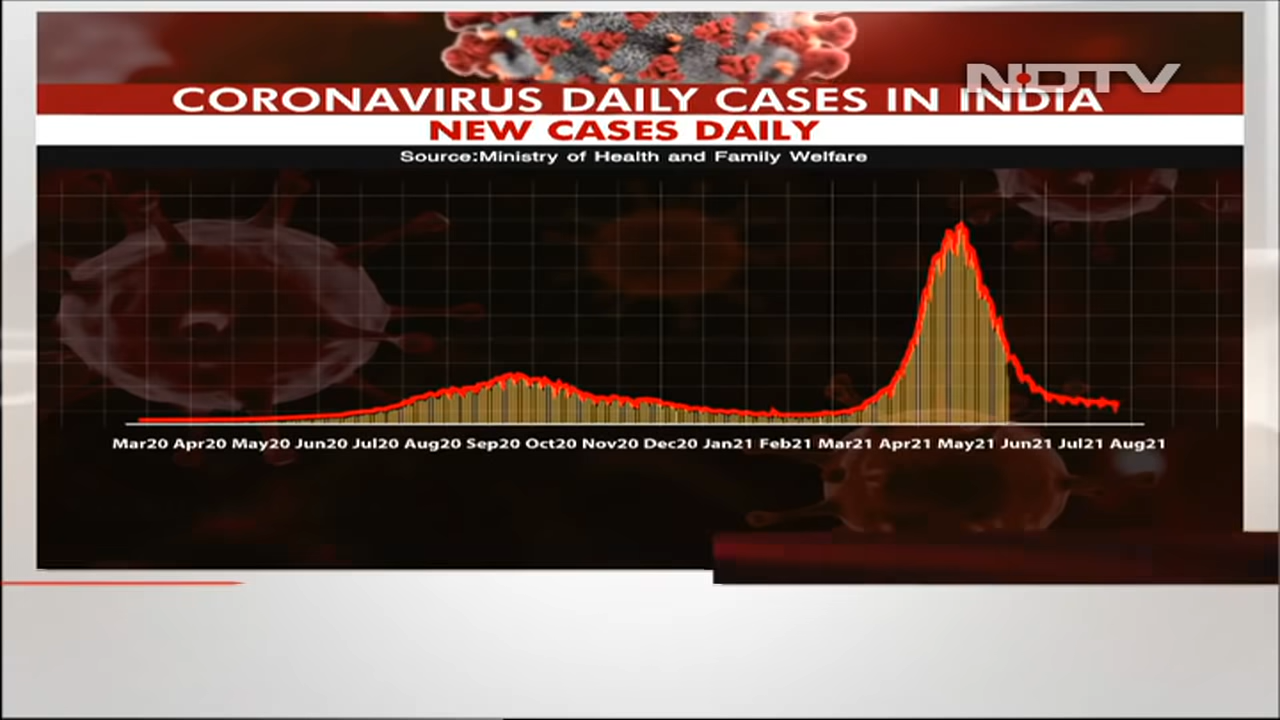 NDTV
CORONAVIRUS DAILY CASES IN INDIA
NEW CASES DAILY
Source:Ministry of Health and Family Welfare
Mar20 Apr20 May20 Jun20 Jul20 Aug20 Sep20 Oct20 Nov20 Dec20 Jan21 Feb21 Mar21 Apr21 May21 Jun21 Jul21 Aug21